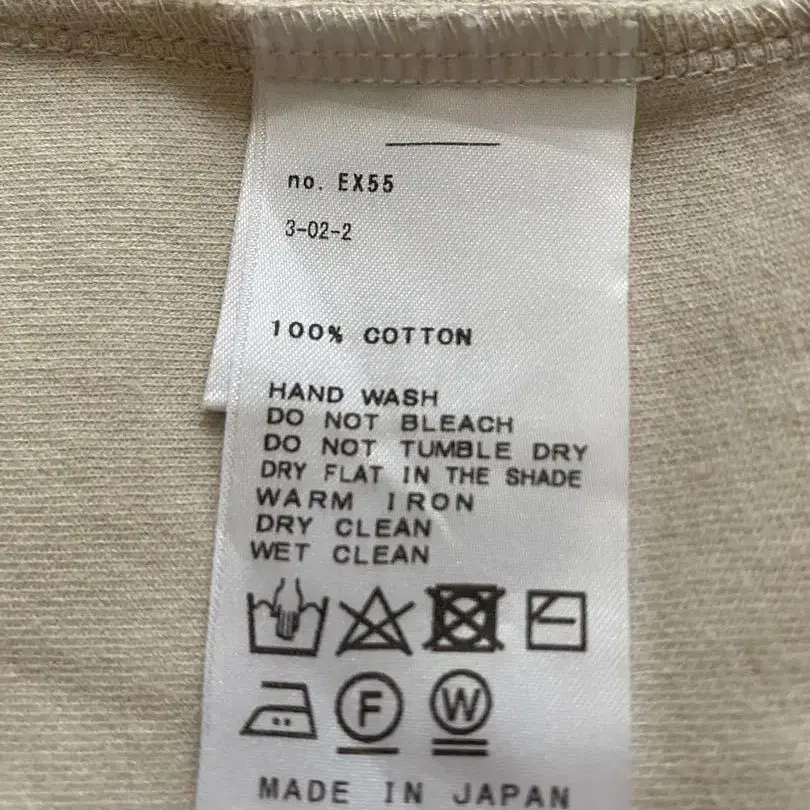 no. EX55
3-02-2
100% COTTON
HAND WASH
DO NOT BLEACH
DO NOT TUMBLE DRY
DRY FLAT IN THE SHADE
WARM IRON
DRY CLEAN
WET CLEAN
F W
MADE IN JAPAN